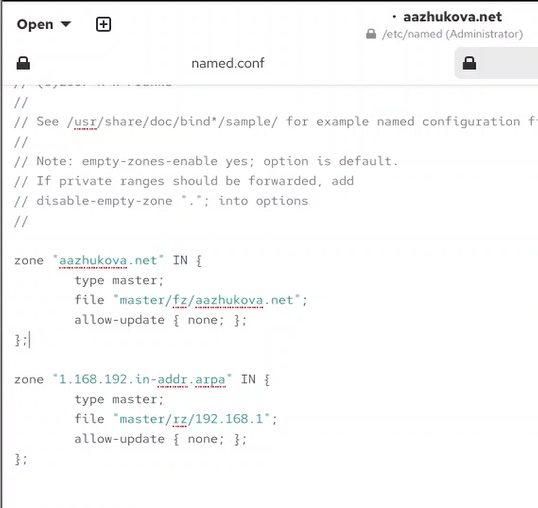 Open
• aazhukova.net
/etc/named (Administrator)
named.conf
//
// See /usr/share/doc/bind*/sample/ for example named configuration
//
// Note: empty-zones-enable yes; option is default.
// If private ranges should be forwarded, add
// disable-empty-zone "."; into options
//
zone "aazhukova.net" IN {
type master;
file "master/fz/aazhukova.net";
allow-update { none; };
};
zone "1.168.192.in-addr.arpa" IN {
type master;
file "master/rz/192.168.1";
allow-update { none; };
};